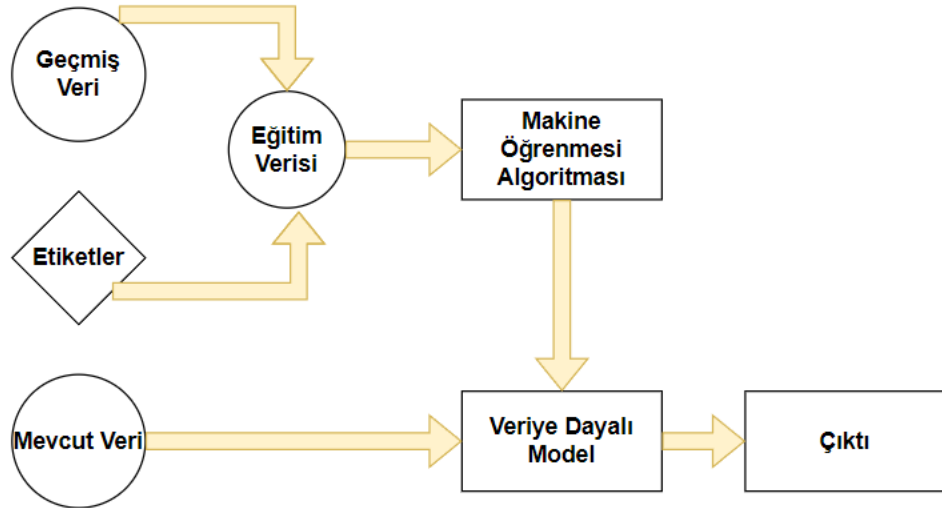 Geçmiş
Veri
Eğitim
Verisi
Makine
Öğrenmesi
Algoritması
Etiketler
Mevcut Veri
Veriye Dayalı
Model
Çıktı